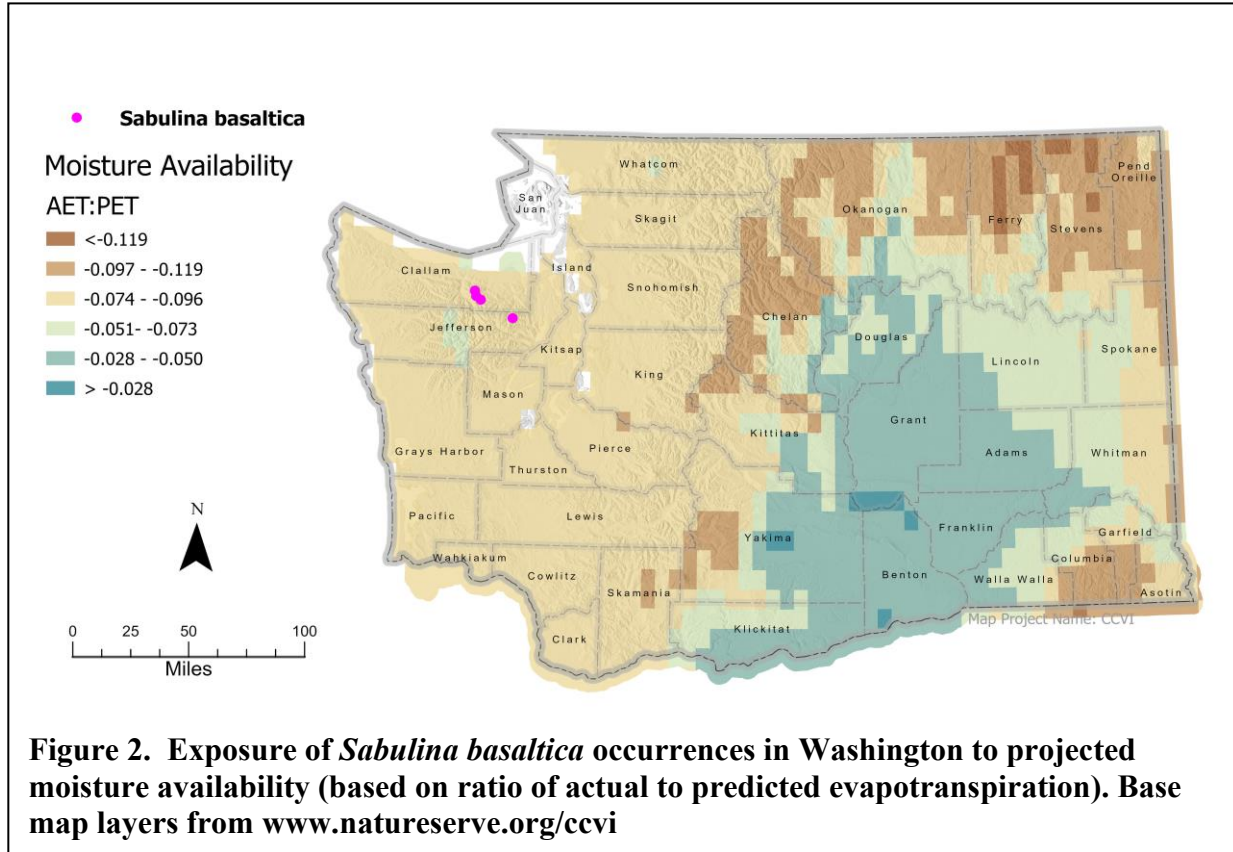 Sabulina basaltica
Moisture Availability
AET:PET
<-0.119
-0.097 - -0.119
-0.074 - -0.096
-0.051- -0.073
-0.028 - -0.050
> -0.028
N
0 25 50 100
Miles
Whatcom
San
Juan
Skagit
Island
Clallam
Snohomish
Jefferson
Kitsap
King
Mason
Grays Harbor
Pierce
Thurston
Pacific
Lewis
Wahkiakum
Cowlitz
Skamania
Clark
Okanogan
Ferry
Stevens
Pend
Oreille
Chelan
Douglas
Lincoln
Spokane
Kittitas
Grant
Adams
Whitman
Yakima
Franklin
Garfield
Columbia
Benton
Walla Walla
Asotin
Klickitat
Map Project Name: CCVI
Figure 2. Exposure of Sabulina basaltica occurrences in Washington to projected
moisture availability (based on ratio of actual to predicted evapotranspiration). Base
map layers from www.natureserve.org/ccvi